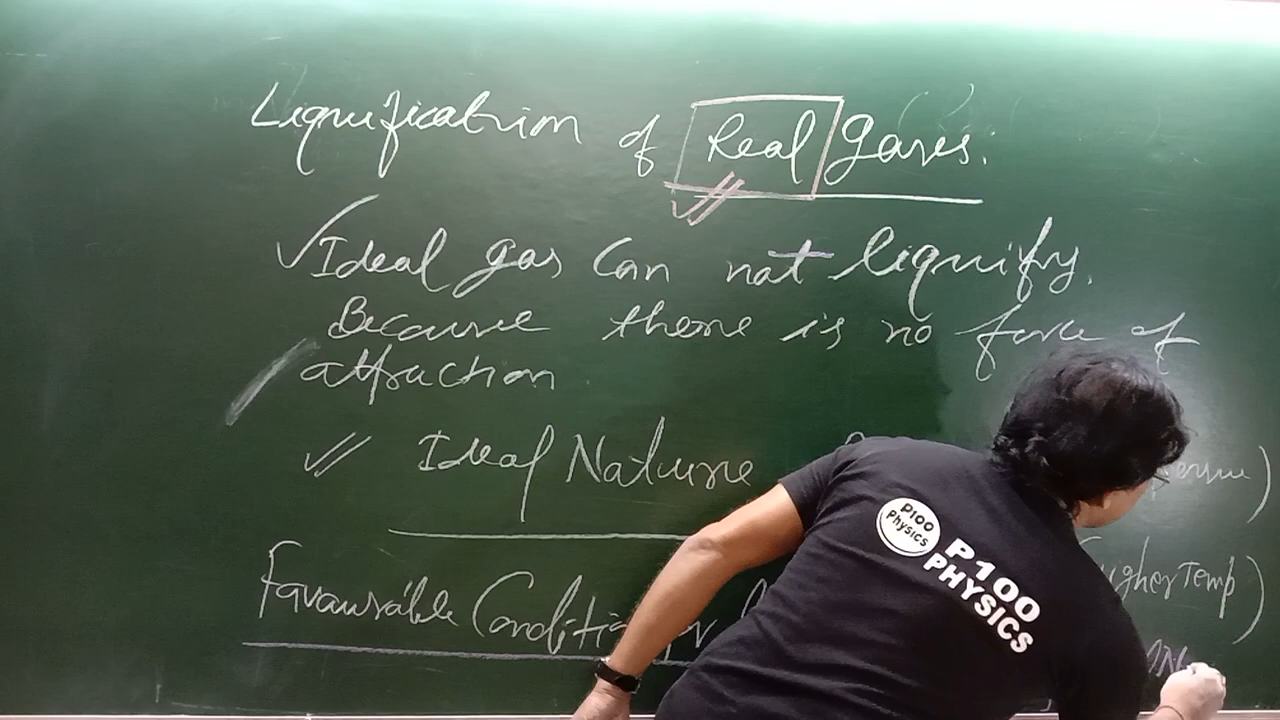 Liquification of Real Gases.
Ideal gas can not liquify.
Because there is no force of
attraction
Ideal Nature
Favourable Condition
Temp)
P100
PHYSICS
P100
PHYSICS